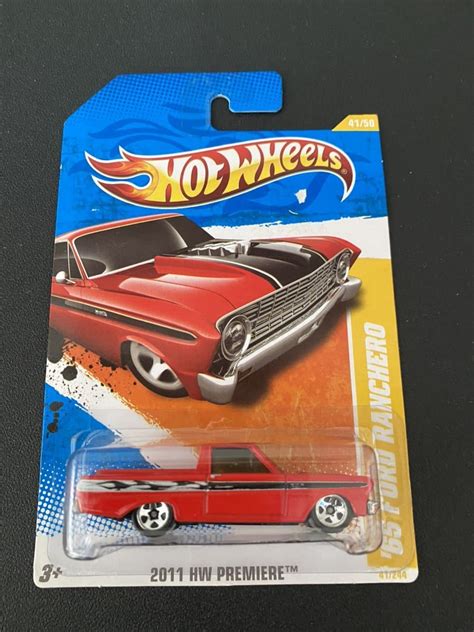 41/50
HOT WHEELS
'65 FORD RANCHERO
41/244
3+
2011 HW PREMIERE™